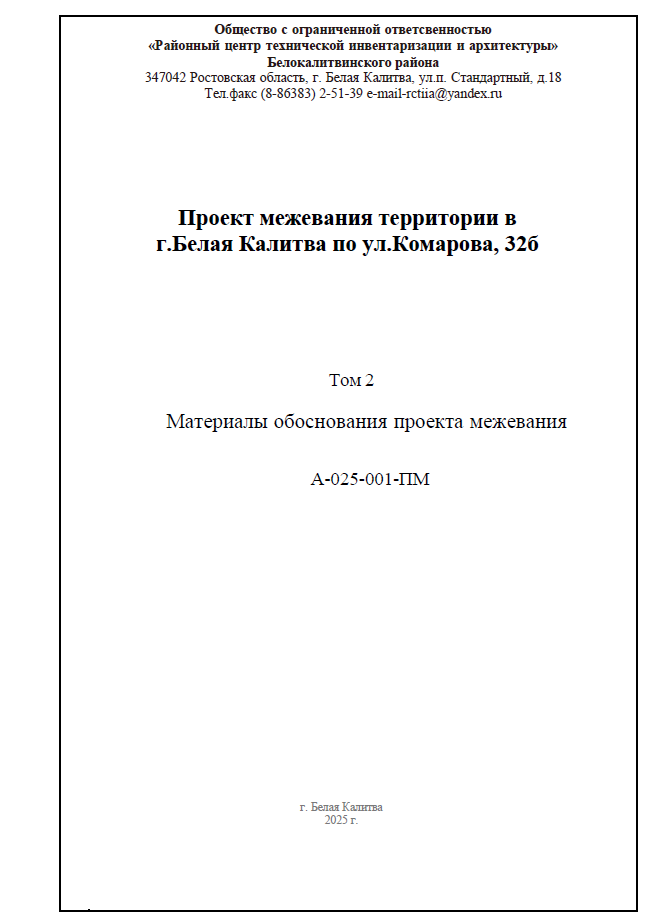 Общество с ограниченной ответсвенностью
«Районный центр технической инвентаризации и архитектуры»
Белокалитвинского района
347042 Ростовская область, г. Белая Калитва, ул.п. Стандартный, д.18
Тел.факс (8-86383) 2-51-39 e-mail-rctiia@yandex.ru
Проект межевания территории в
г.Белая Калитва по ул.Комарова, 32б
Том 2
Материалы обоснования проекта межевания
А-025-001-ПМ
г. Белая Калитва
2025 г.